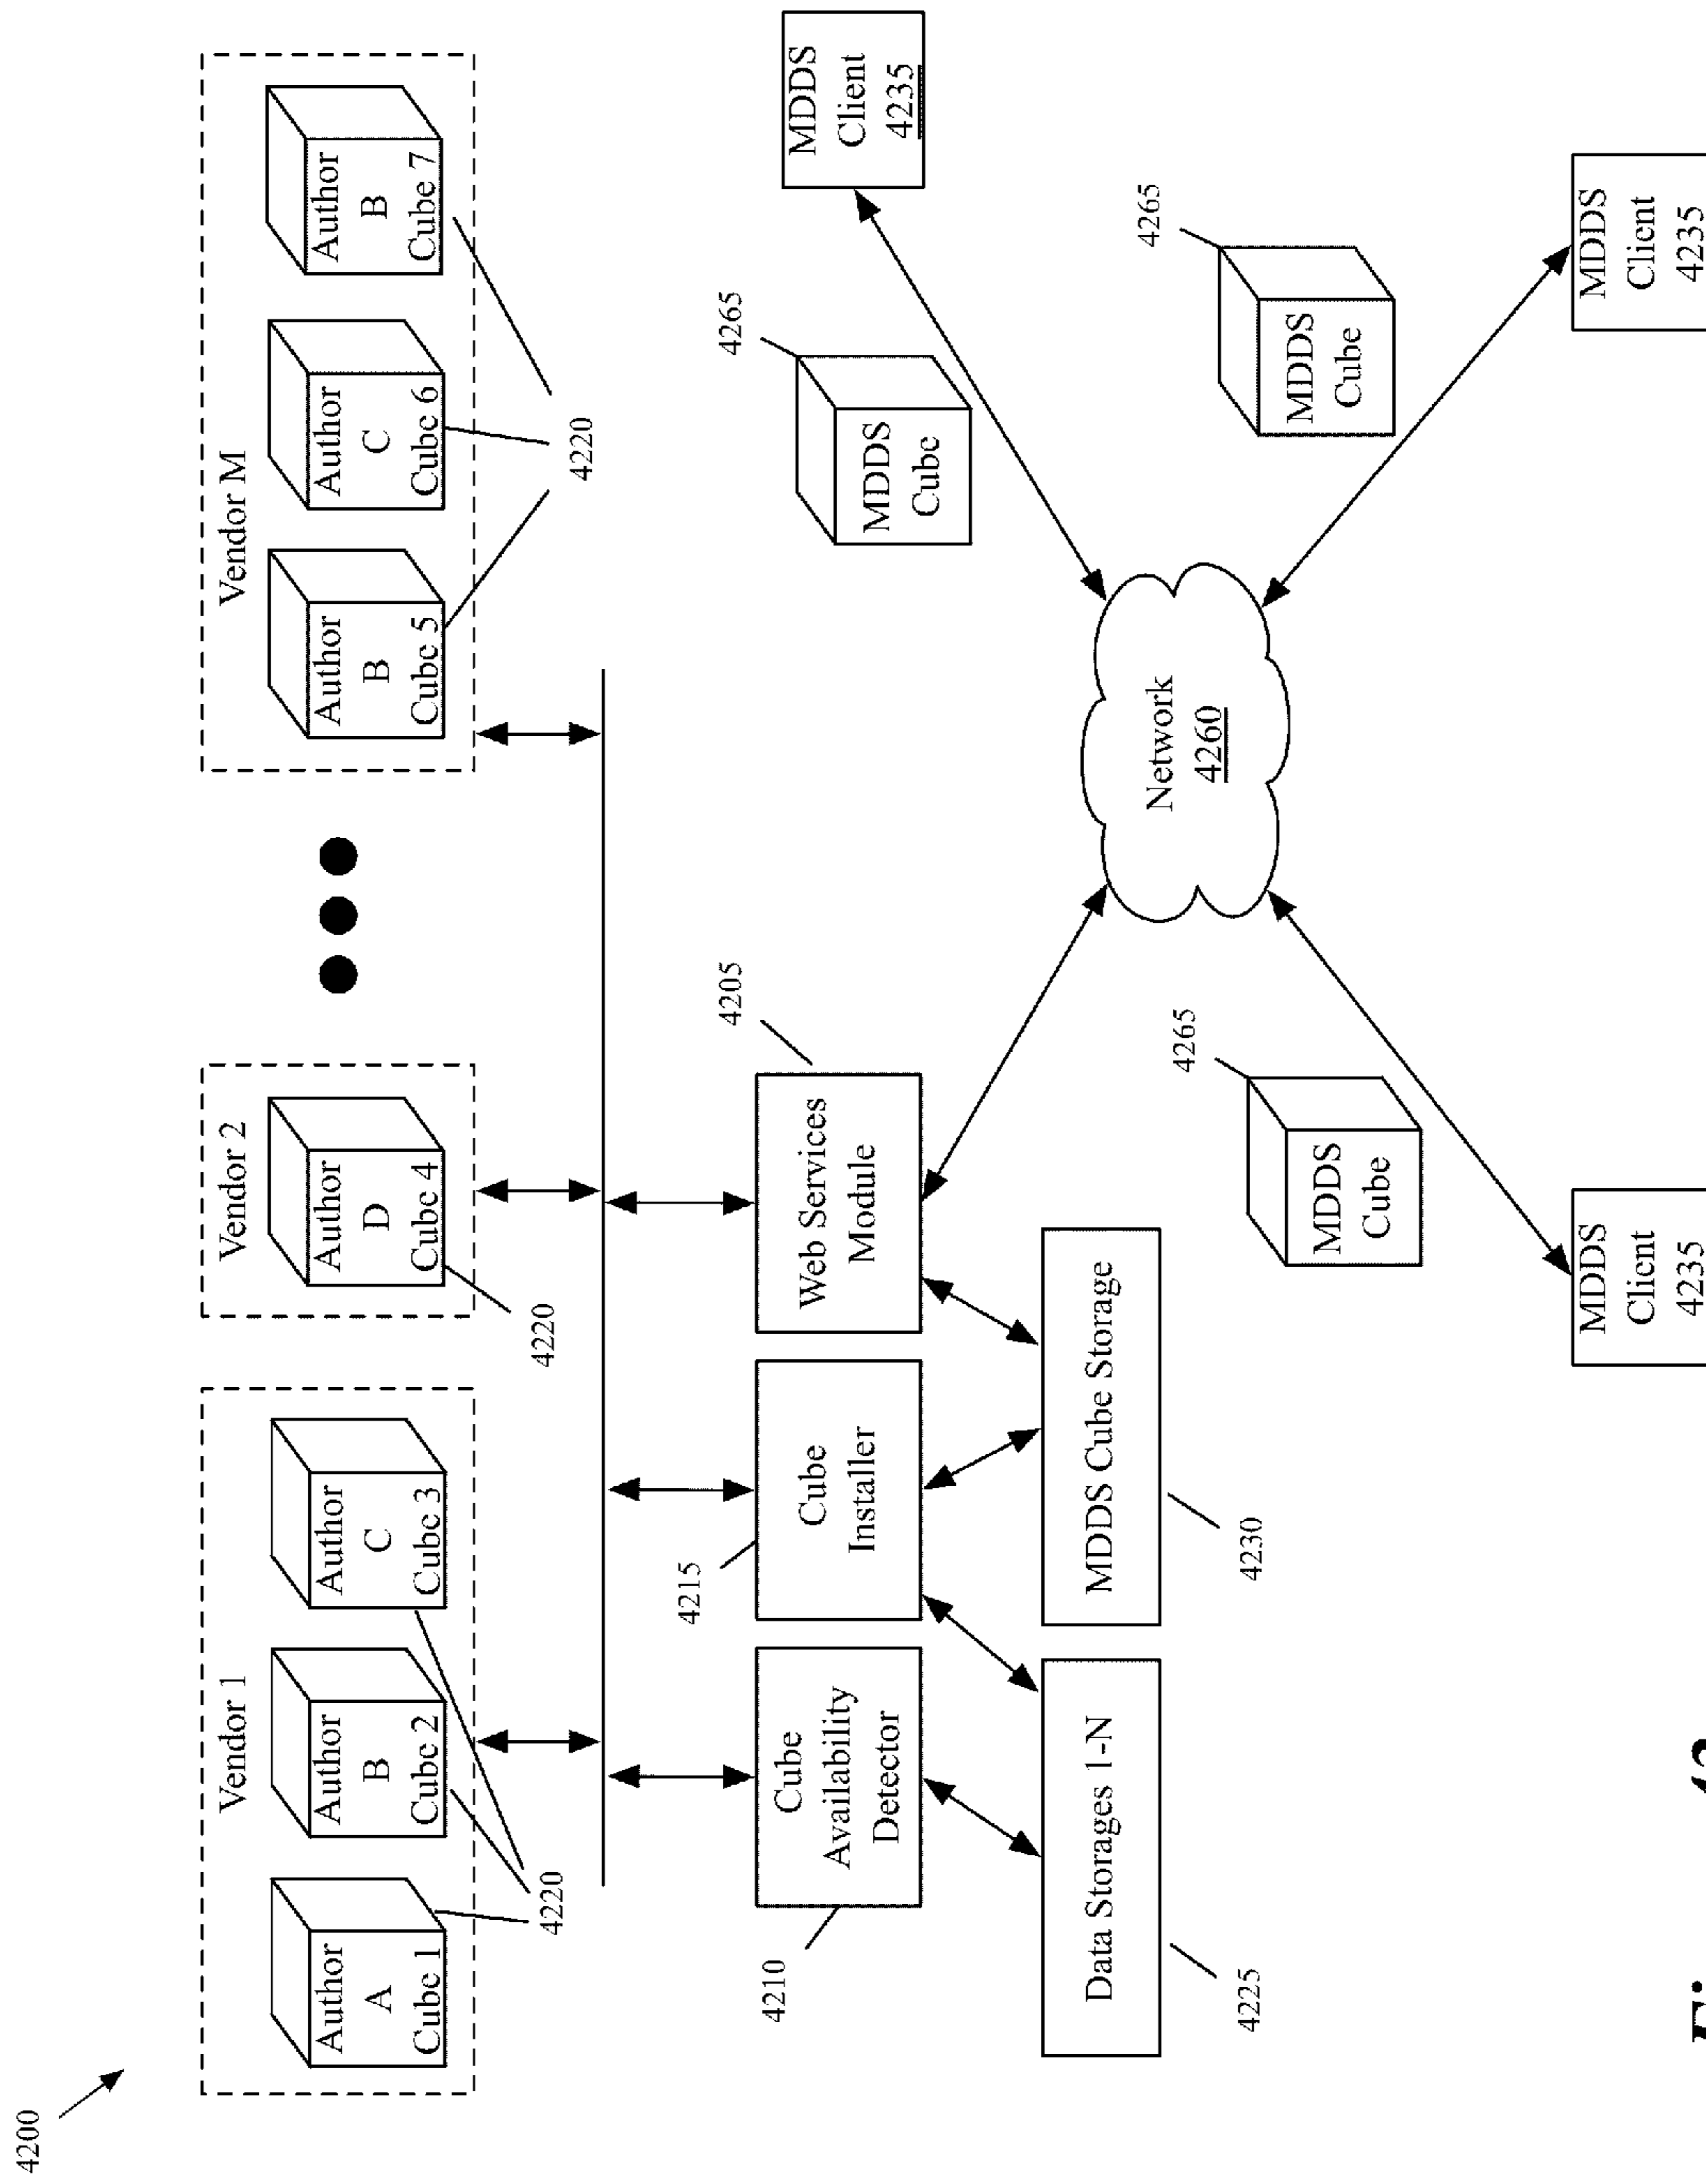 4200
Vendor 1
Vendor 2
Vendor M
Author
A
Cube 1
Author
B
Cube 2
Author
C
Cube 3
Author
D
Cube 4
Author
B
Cube 5
Author
C
Cube 6
Author
B
Cube 7
4220
4220
4220
4210
Cube
Availability
Detector
4215
Cube
Installer
4205
Web Services
Module
4265
MDDS
Cube
MDDS
Client
4235
Data Storages 1-N
4225
MDDS Cube Storage
4230
Network
4260
4265
MDDS
Cube
4265
MDDS
Cube
MDDS
Client
4235
MDDS
Client
4235